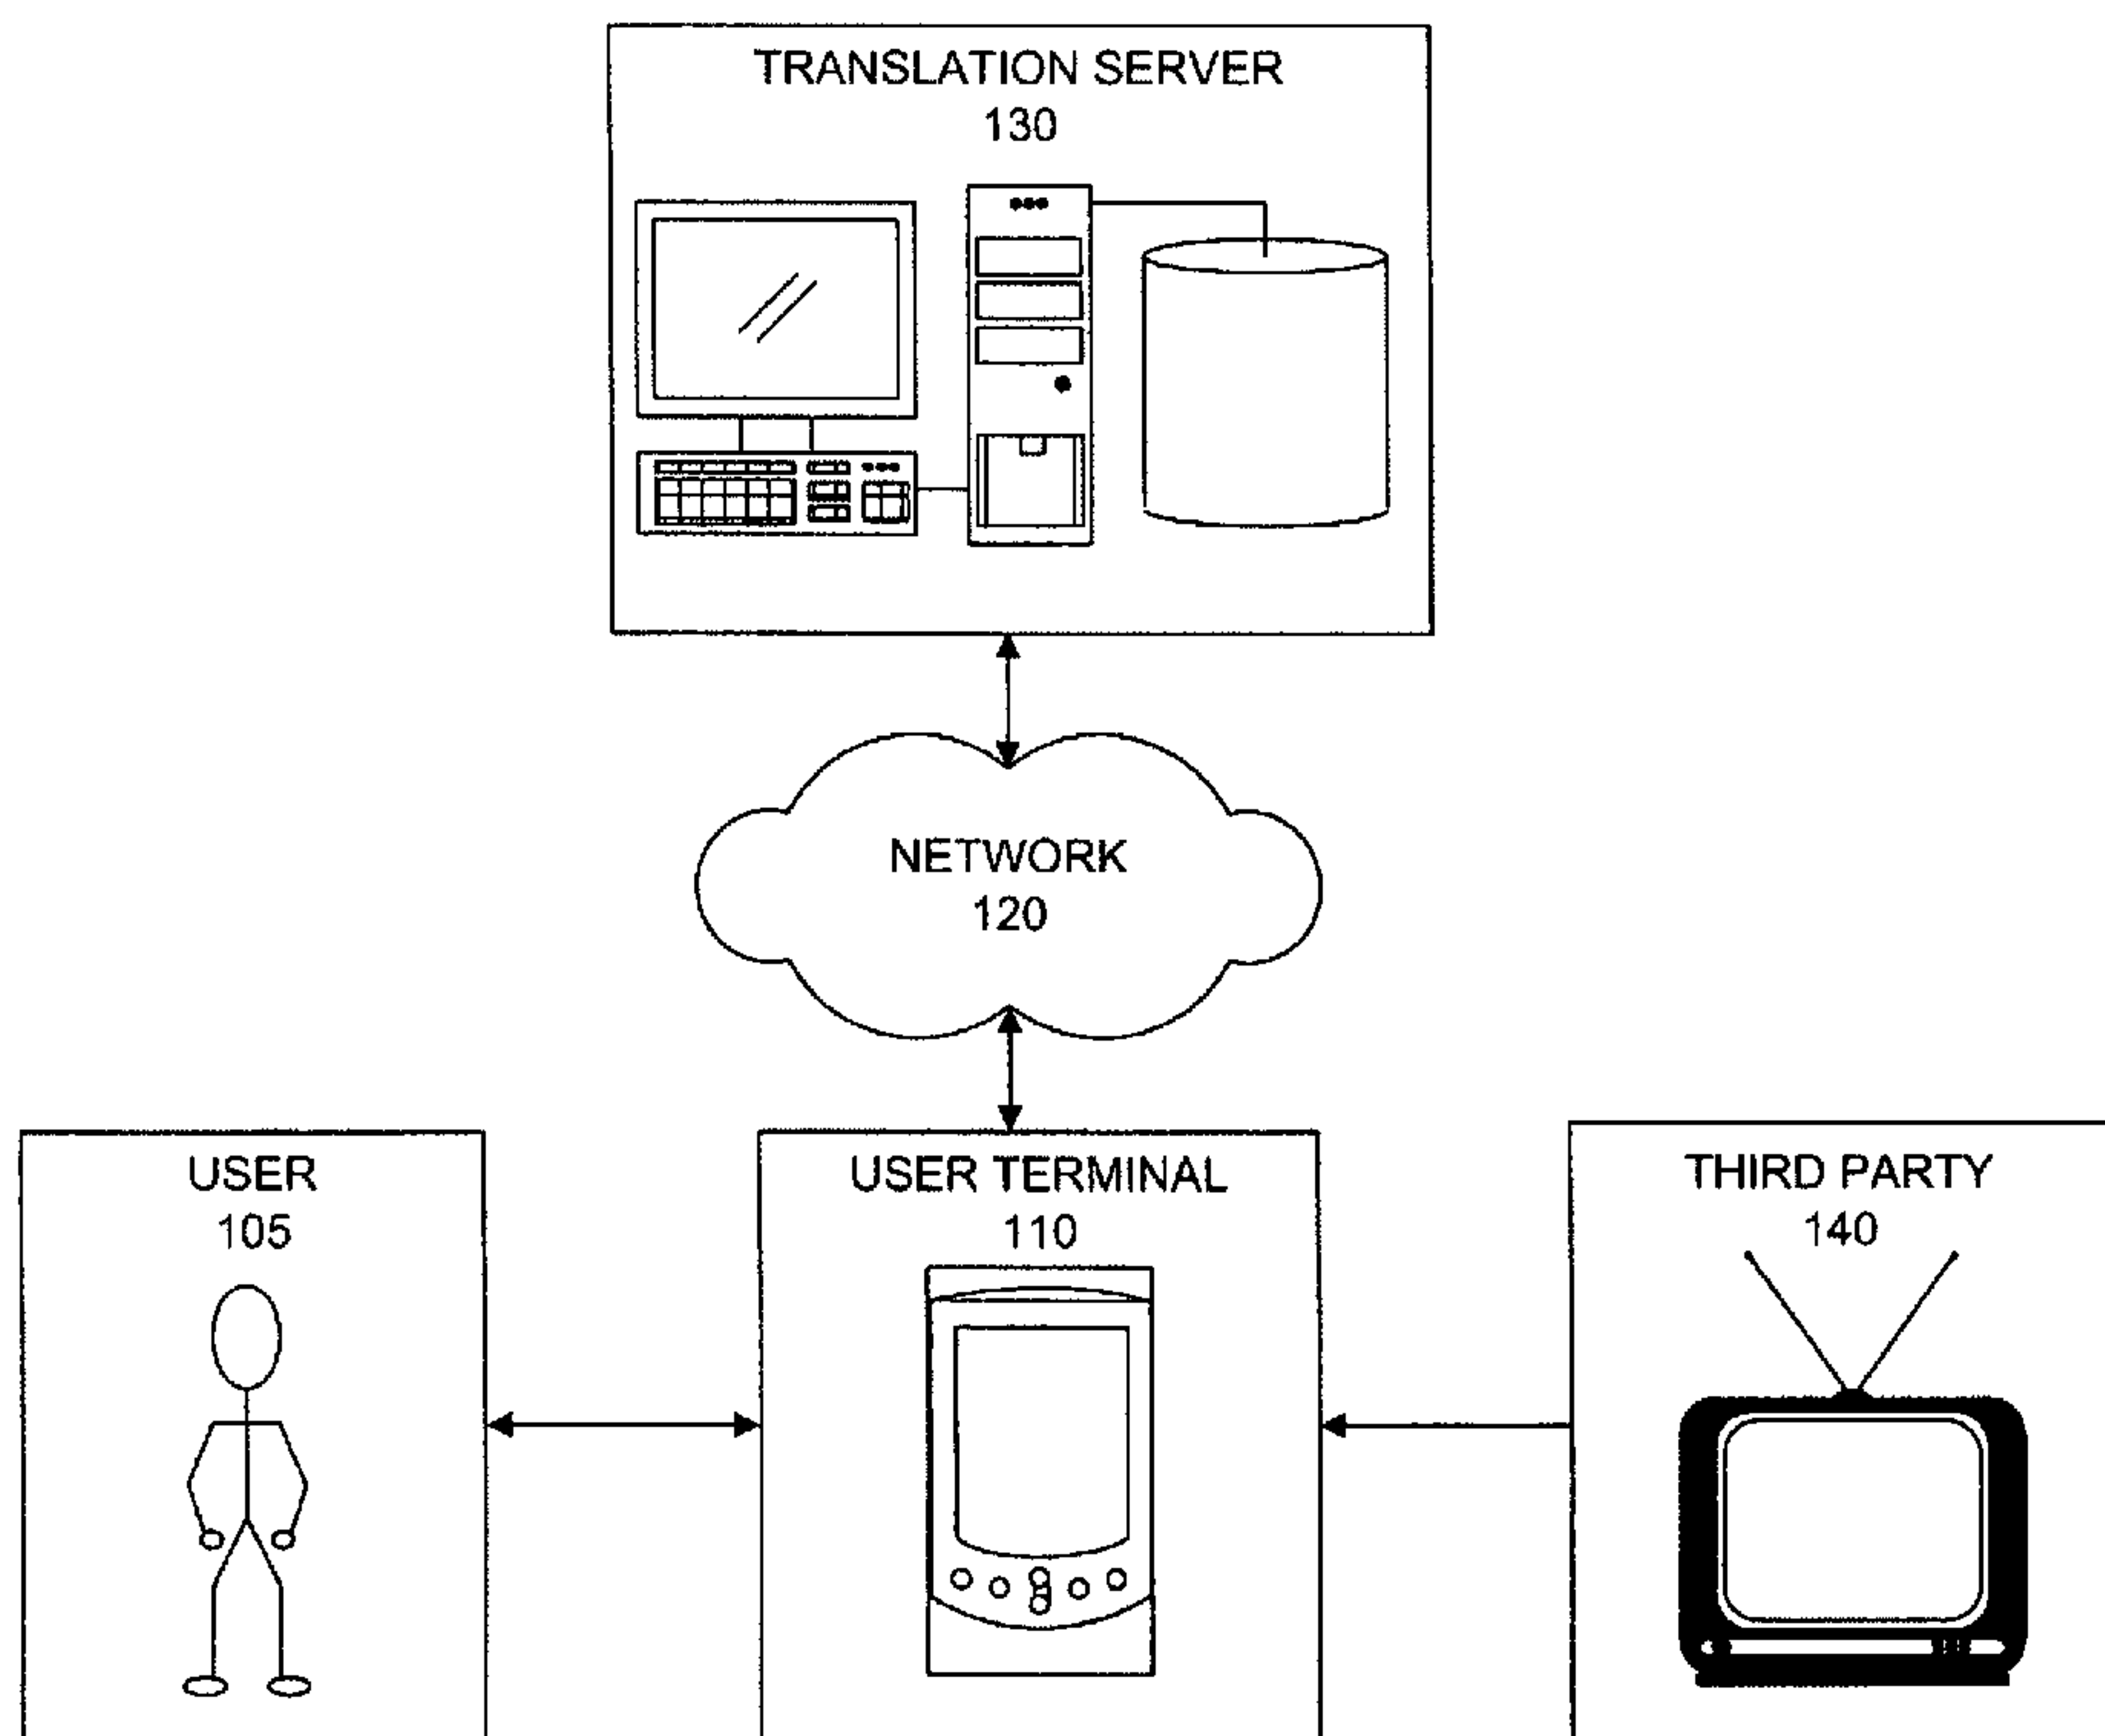 TRANSLATION SERVER
130
NETWORK
120
USER
105
USER TERMINAL
110
THIRD PARTY
140